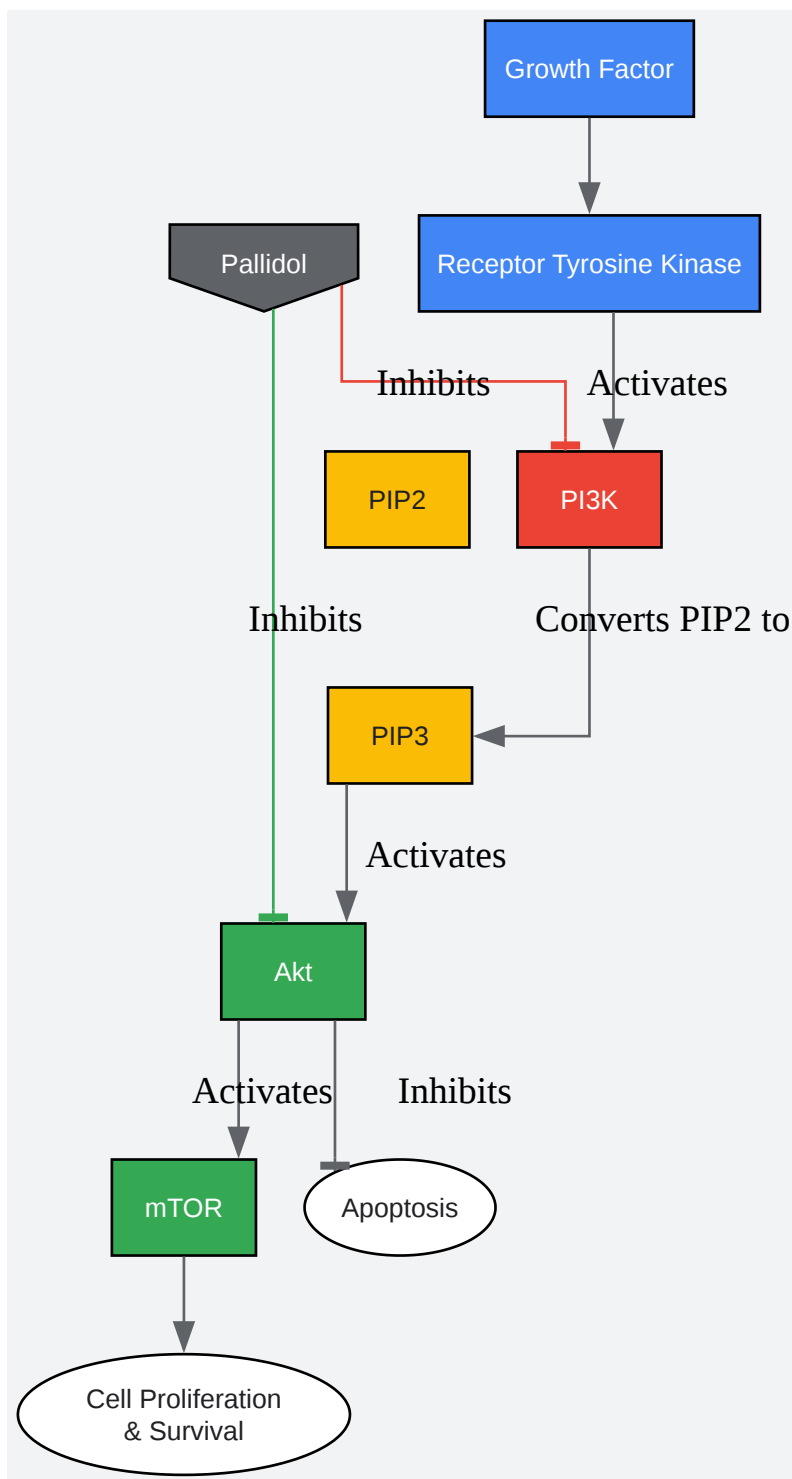 Growth Factor
Pallidol
Receptor Tyrosine Kinase
Inhibits
Activates
PIP2
PI3K
Inhibits
Converts PIP2 to
PIP3
Activates
Akt
Activates
Inhibits
mTOR
Apoptosis
Cell Proliferation
& Survival